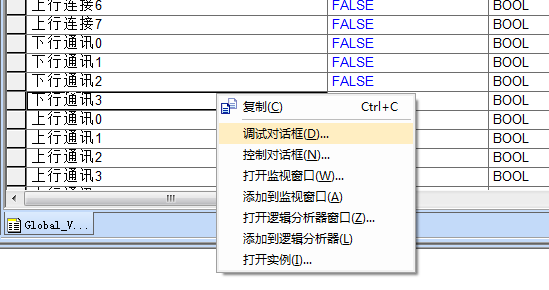 上行连接6 FALSE BOOL
上行连接7 FALSE BOOL
下行通讯0 FALSE BOOL
下行通讯1 FALSE BOOL
下行通讯2 FALSE BOOL
下行通讯3 BOOL
上行通讯0 BOOL
上行通讯1 BOOL
上行通讯2 BOOL
上行通讯3 BOOL
复制(C) Ctrl+C
调试对话框(D)...
控制对话框(N)...
打开监视窗口(W)...
添加到监视窗口(A)
打开逻辑分析器窗口(Z)...
添加到逻辑分析器(L)
打开实例(I)...
Global_V...